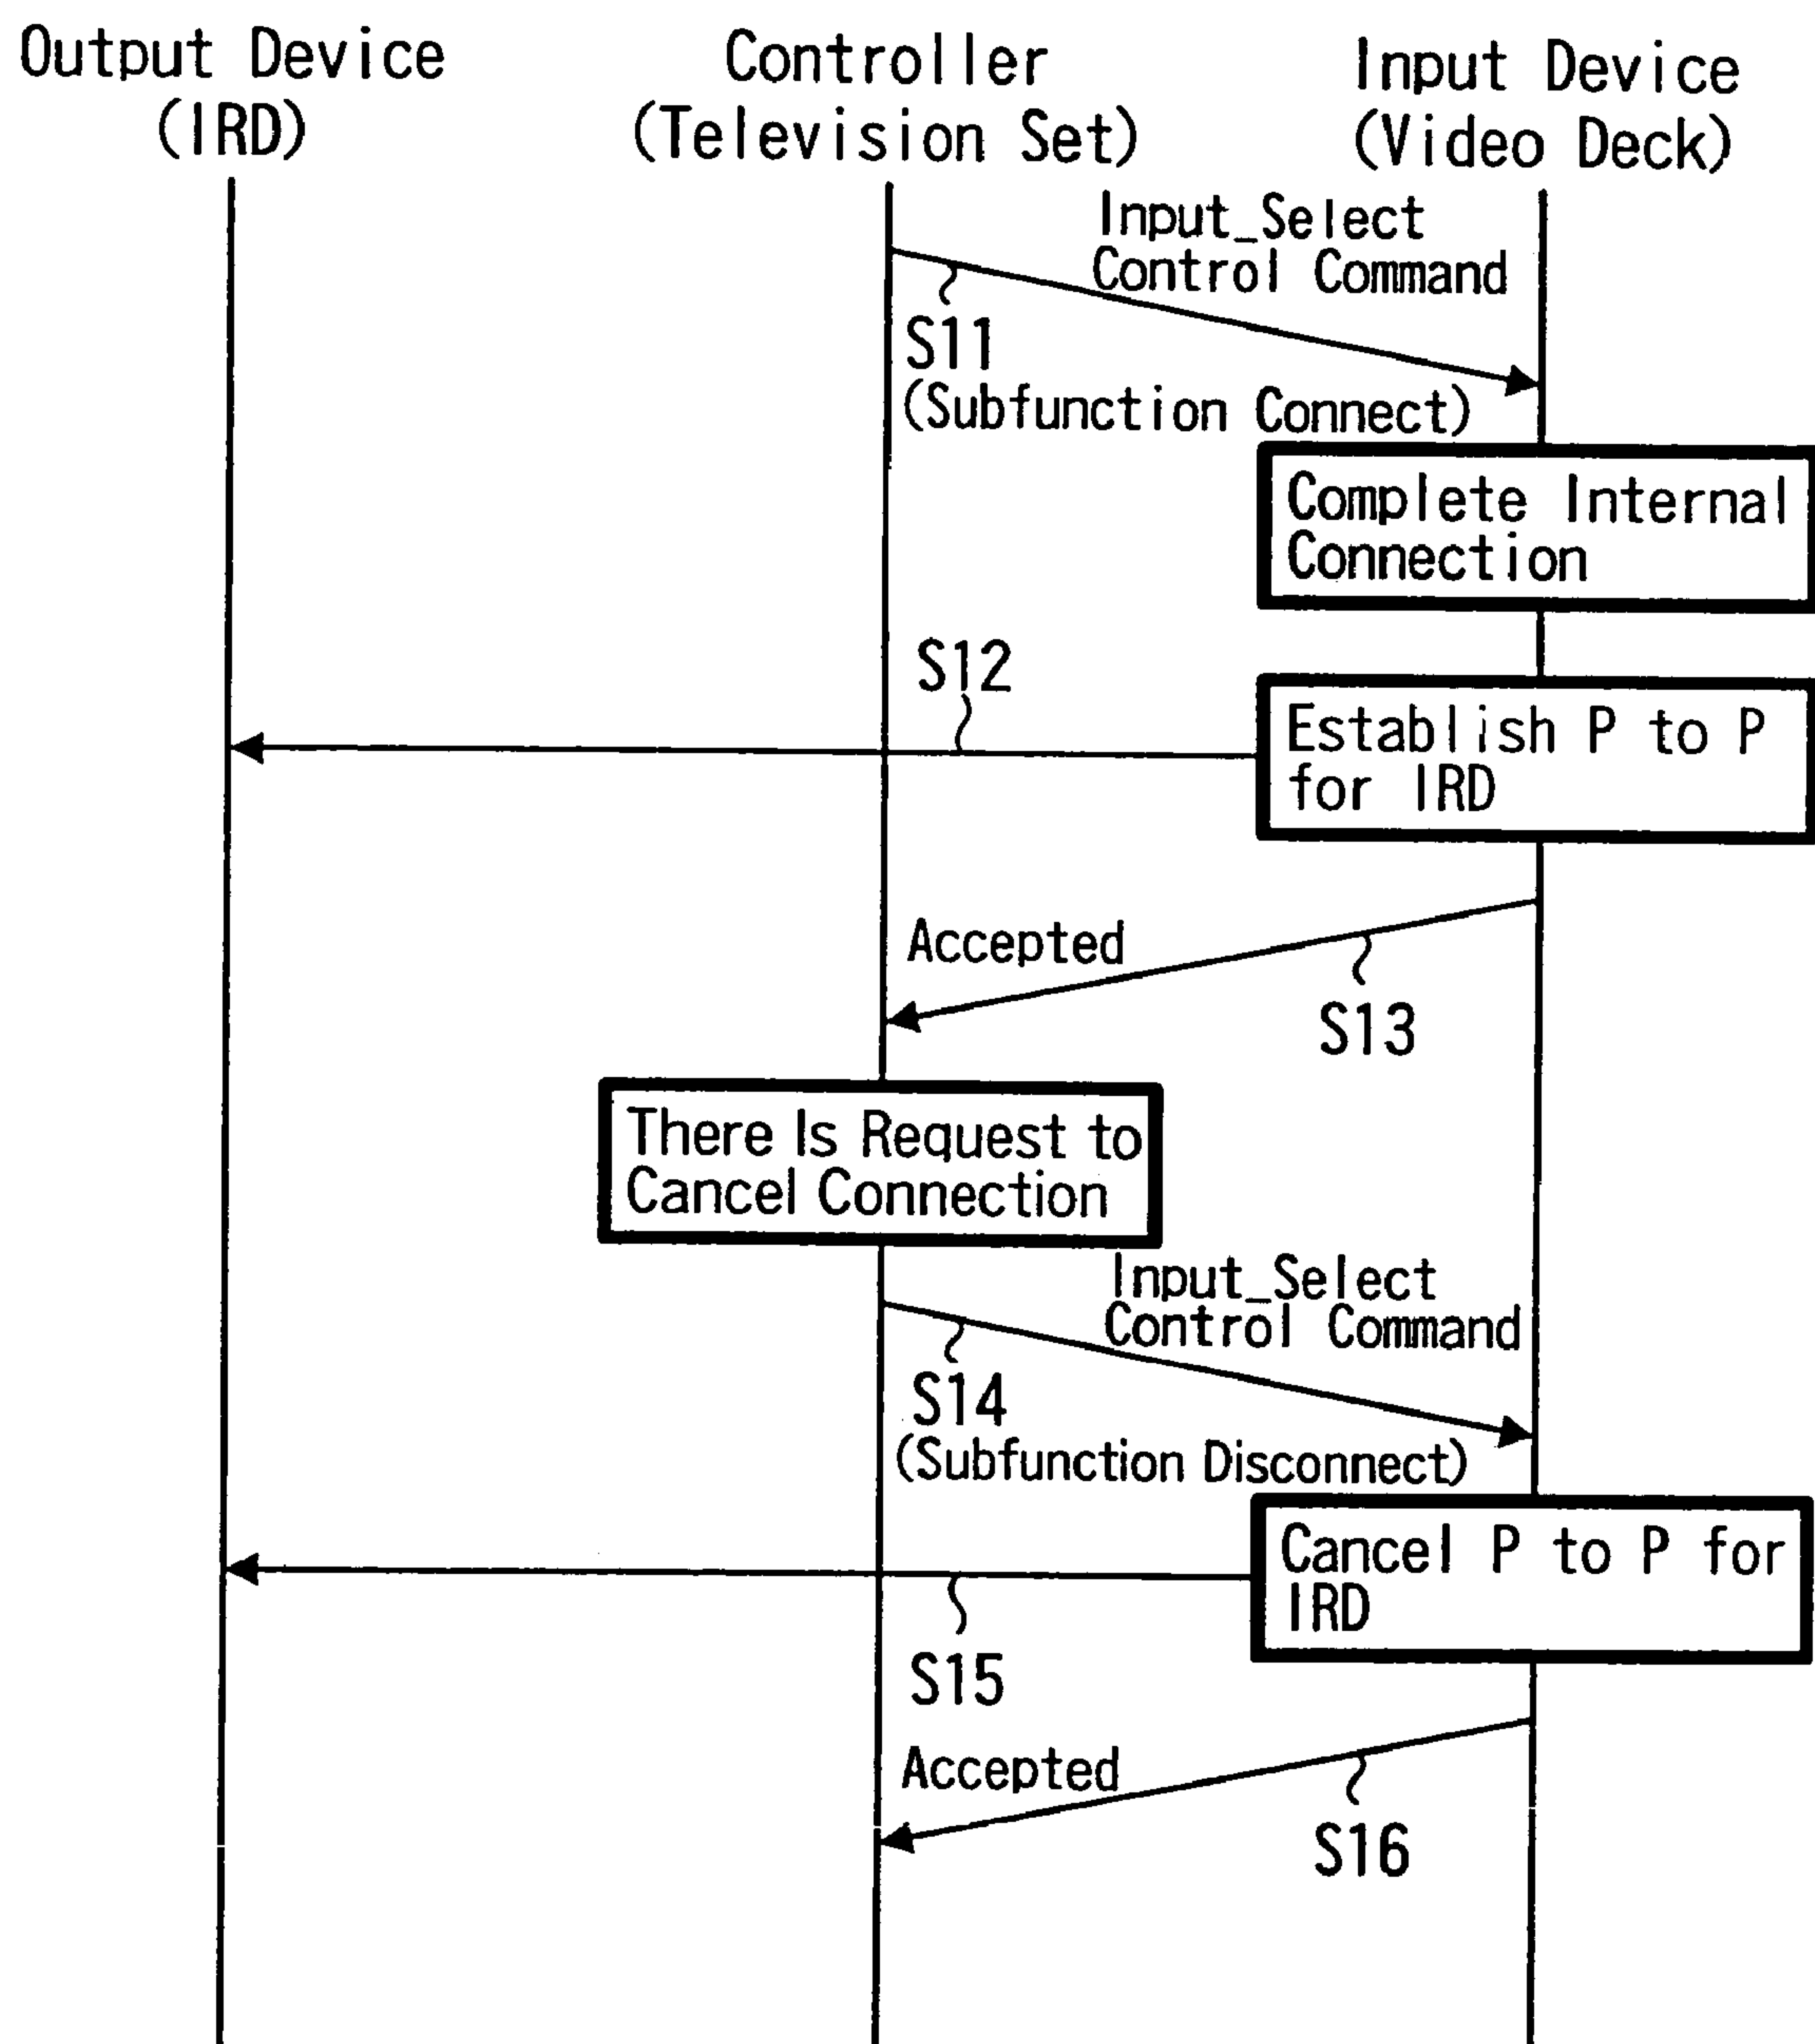 Output Device
(IRD)
Controller
(Television Set)
Input Device
(Video Deck)
Input_Select
Control Command
S11
(Subfunction Connect)
Complete Internal
Connection
S12
Establish P to P
for IRD
Accepted
S13
There Is Request to
Cancel Connection
Input_Select
Control Command
S14
(Subfunction Disconnect)
Cancel P to P for
IRD
S15
Accepted
S16